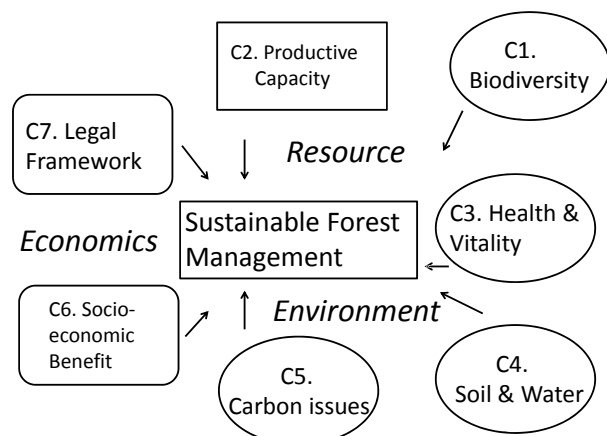 C2. Productive
Capacity
C1.
Biodiversity
C7. Legal
Framework
Resource
Sustainable Forest
Management
C3. Health &
Vitality
Economics
C6. Socio-
economic
Benefit
Environment
C5.
Carbon issues
C4.
Soil & Water